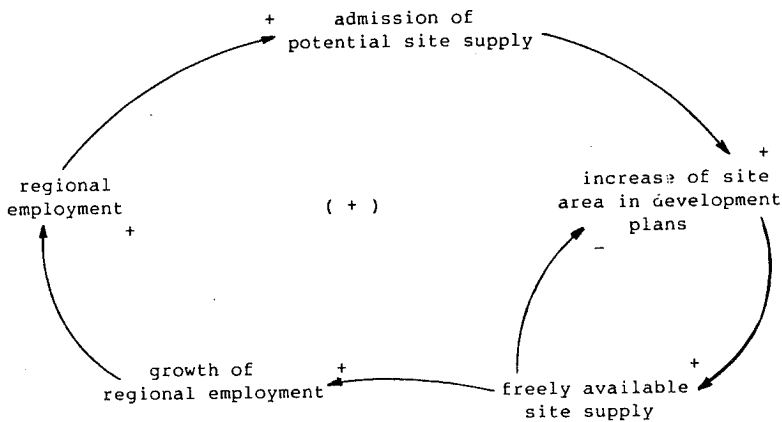 + admission of
potential site supply
+
increase of site
area in development
plans
−
regional
employment
+
( + )
growth of +
regional employment
+
freely available
site supply